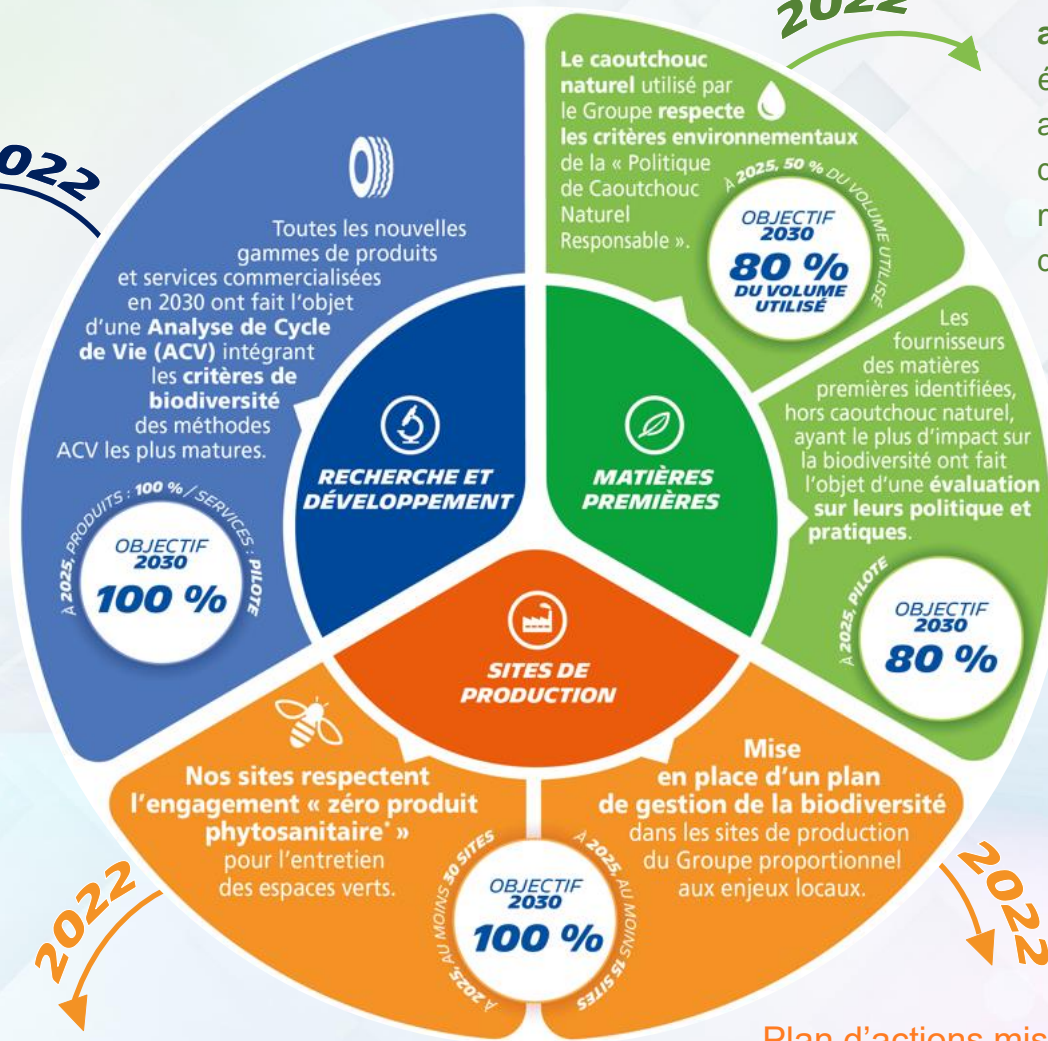 2022
Toutes les nouvelles
gammes de produits
et services commercialisées
en 2030 ont fait l'objet
d'une Analyse de Cycle
de Vie (ACV) intégrant
les critères de
biodiversité
des méthodes
ACV les plus matures.
À 2025, PRODUITS : 100 % / SERVICES : PILOTE
OBJECTIF
2030
100 %
RECHERCHE ET
DÉVELOPPEMENT
2022
Le caoutchouc
naturel utilisé par
le Groupe respecte
les critères environnementaux
de la « Politique
de Caoutchouc
Naturel
Responsable ».
À 2025, 50 % DU VOLUME UTILISÉ
OBJECTIF
2030
80 %
DU VOLUME
UTILISÉ
MATIÈRES
PREMIÈRES
Les
fournisseurs
des matières
premières identifiées,
hors caoutchouc naturel,
ayant le plus d'impact sur
la biodiversité ont fait
l'objet d'une évaluation
sur leurs politique et
pratiques.
À 2025, PILOTE
OBJECTIF
2030
80 %
SITES DE
PRODUCTION
Nos sites respectent
l'engagement « zéro produit
phytosanitaire* »
pour l'entretien
des espaces verts.
À 2025, AU MOINS 30 SITES
OBJECTIF
2030
100 %
À 2025, AU MOINS 15 SITES
Mise
en place d'un plan
de gestion de la biodiversité
dans les sites de production
du Groupe proportionnel
aux enjeux locaux.
2022
2022
Plan d'actions mis